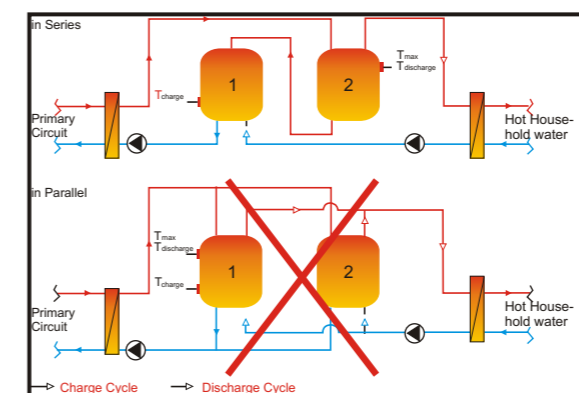 in Series
1
2
Tmax
Tdischarge
Tcharge
Primary
Circuit
Hot House-
hold water
in Parallel
Tmax
Tdischarge
1
2
Tcharge
Primary
Circuit
Hot House-
hold water
Charge Cycle
Discharge Cycle